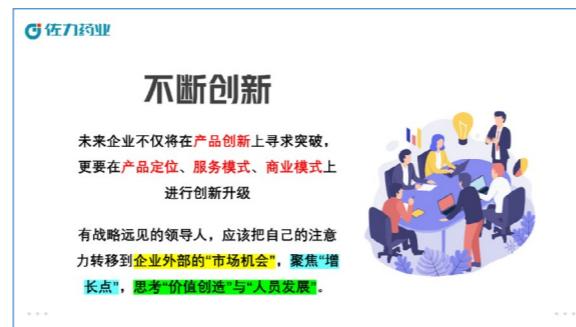 佐力药业
不断创新
未来企业不仅将在产品创新上寻求突破，
更要在产品定位、服务模式、商业模式上
进行创新升级
有战略远见的领导人，应该把自己的注意
力转移到企业外部的“市场机会”，聚焦“增
长点”，思考“价值创造”与“人员发展”。